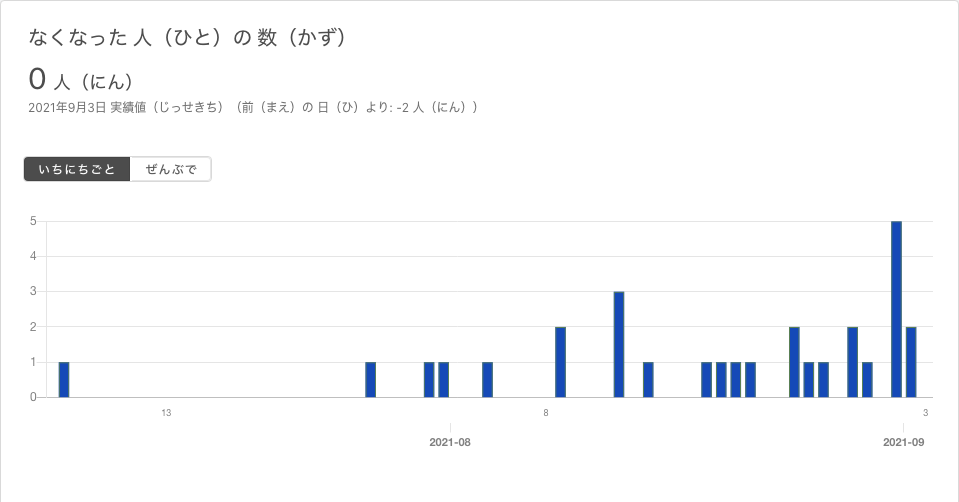 なくなった 人（ひと）の 数（かず）
0 人（にん）
2021年9月3日 実績値（じっせきち）（前（まえ）の 日（ひ）より: -2 人（にん））
いちにちごと
ぜんぶで
5
4
3
2
1
0
13 8 3
2021-08 2021-09